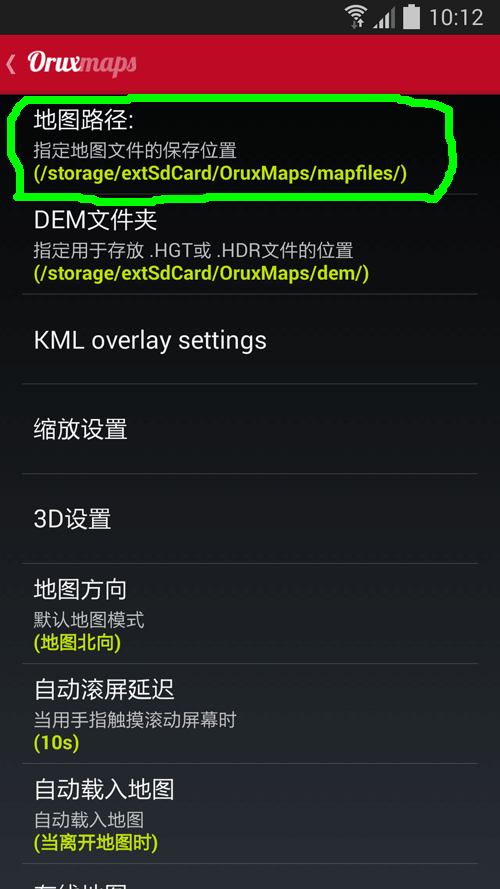 10:12
Oruxmaps
地图路径:
指定地图文件的保存位置
(/storage/extSdCard/OruxMaps/mapfiles/)
DEM文件夹
指定用于存放 .HGT或 .HDR文件的位置
(/storage/extSdCard/OruxMaps/dem/)
KML overlay settings
缩放设置
3D设置
地图方向
默认地图模式
(地图北向)
自动滚屏延迟
当用手指触摸滚动屏幕时
(10s)
自动载入地图
自动载入地图
(当离开地图时)
在线地图